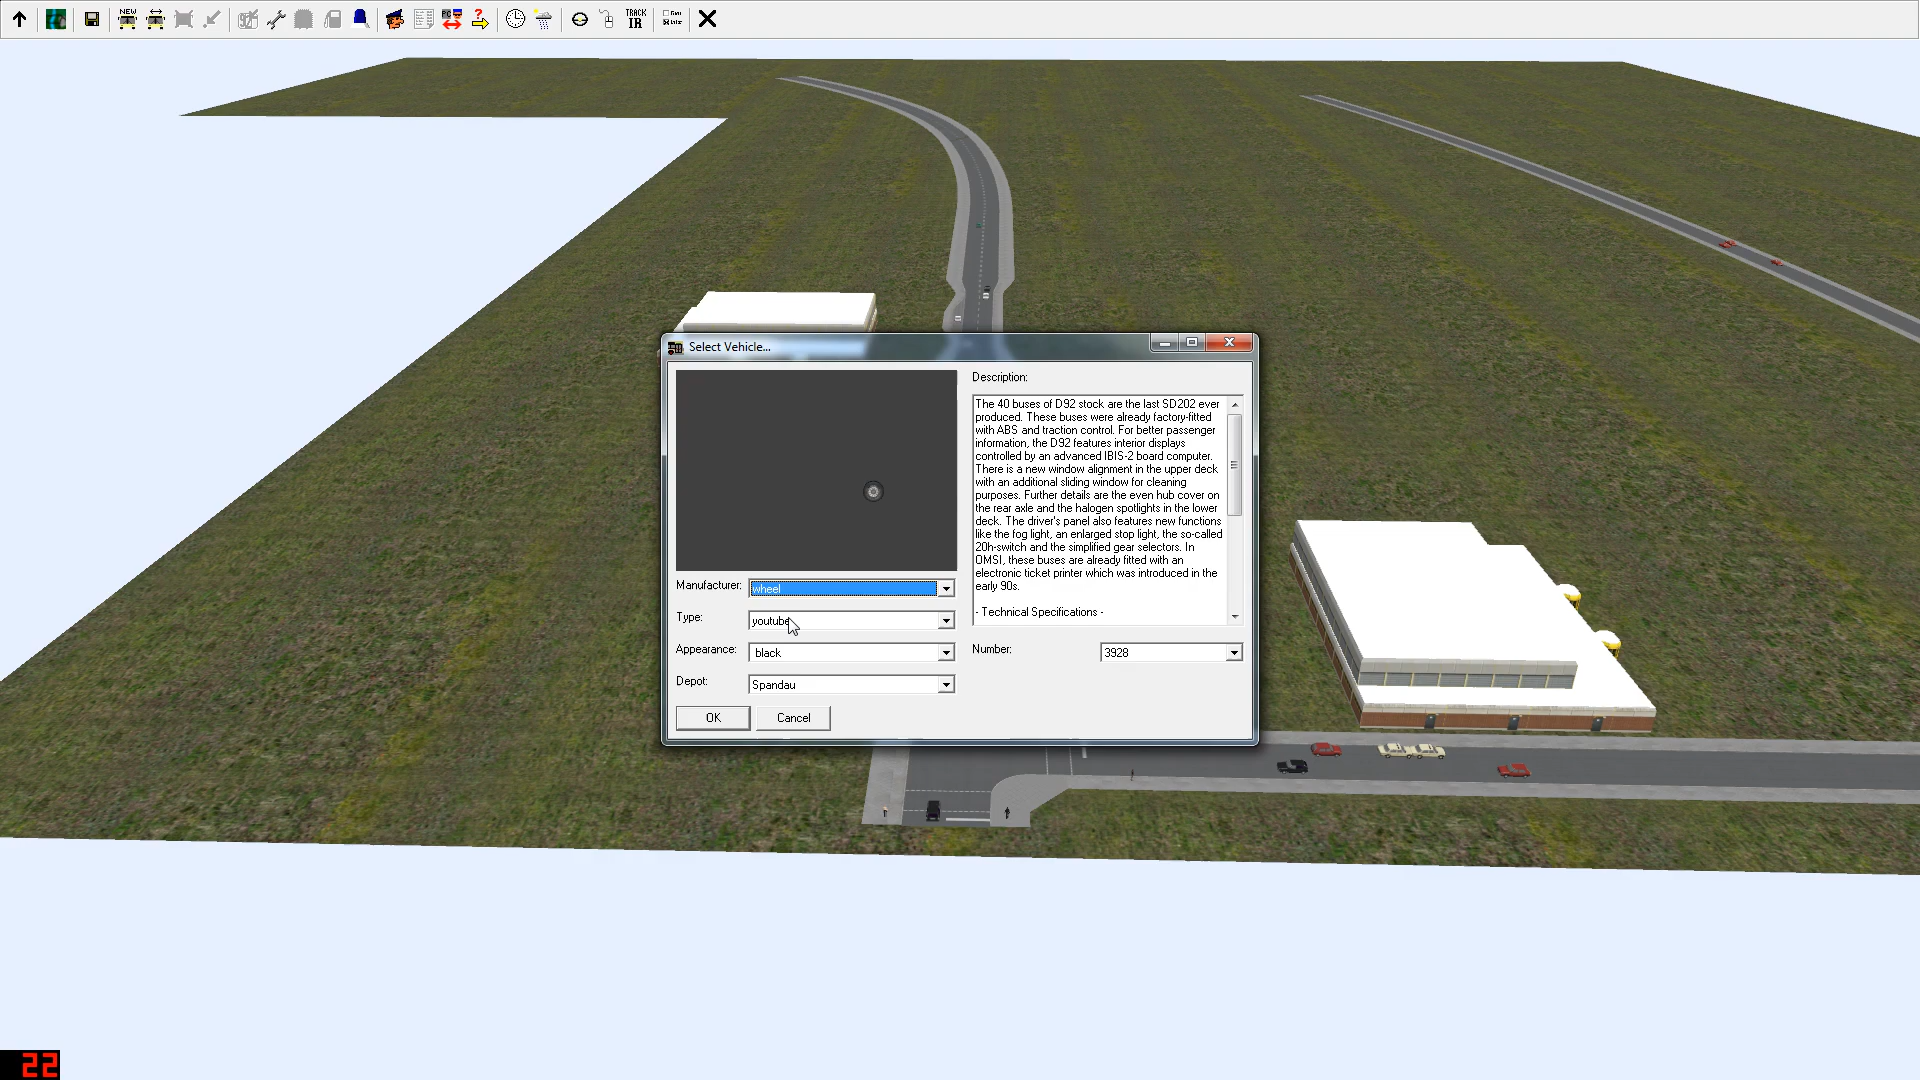 NEW
TRACK
IR
Select Vehicle...
Description:
The 40 buses of D92 stock are the last SD202 ever
produced. These buses were already factory-fitted
with ABS and traction control. For better passenger
information, the D92 features interior displays
controlled by an advanced IBIS-2 board computer.
There is a new window alignment in the upper deck
with an additional sliding window for cleaning
purposes. Further details are the even hub cover on
the rear axle and the halogen spotlights in the lower
deck. The driver's panel also features new functions
like the fog light, an enlarged stop light, the so-called
20h-switch and the simplified gear selectors. In
OMSI, these buses are already fitted with an
electronic ticket printer which was introduced in the
early 90s.
- Technical Specifications -
Manufacturer:
wheel
Type:
youtube
Appearance:
black
Number:
3928
Depot:
Spandau
OK
Cancel
22